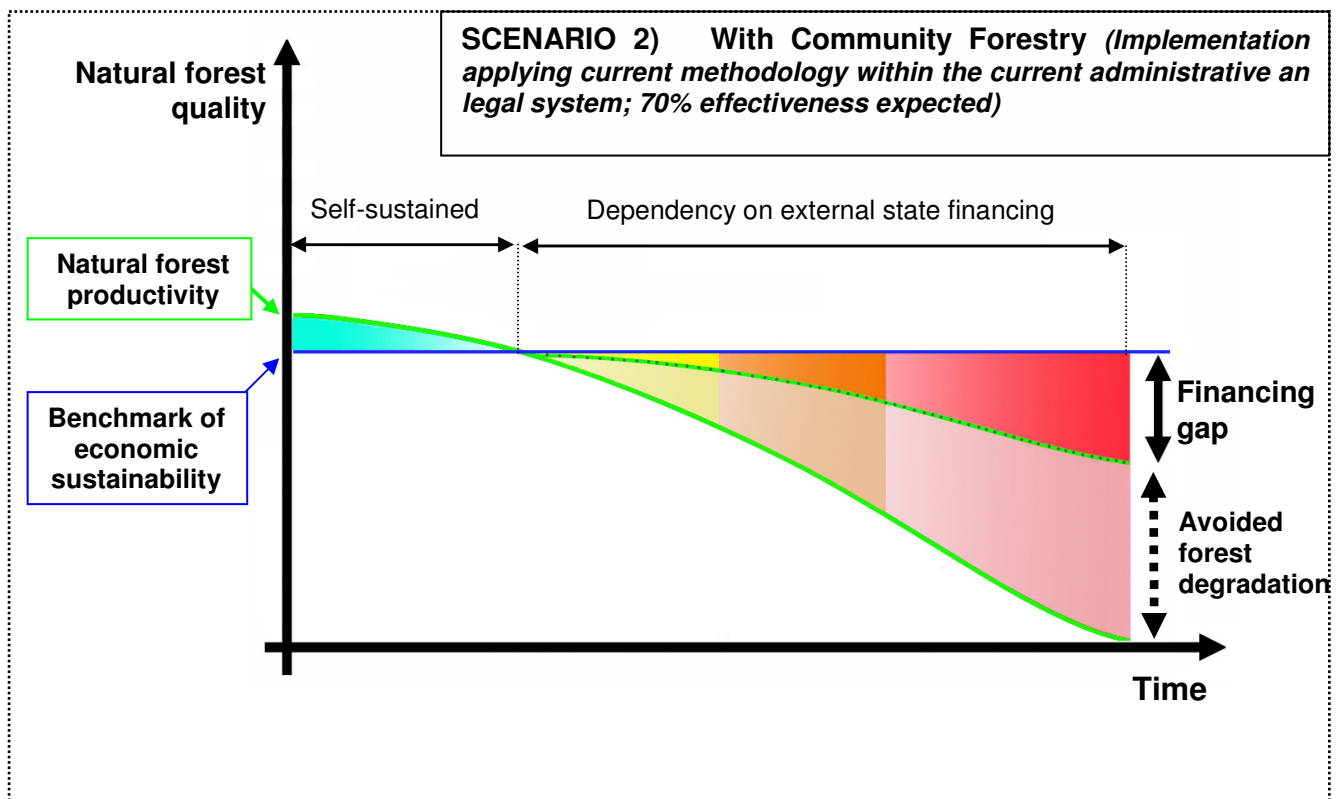 SCENARIO 2) With Community Forestry (Implementation
applying current methodology within the current administrative an
legal system; 70% effectiveness expected)
Natural forest
quality
Self-sustained
Dependency on external state financing
Natural forest
productivity
Benchmark of
economic
sustainability
Financing
gap
Avoided
forest
degradation
Time